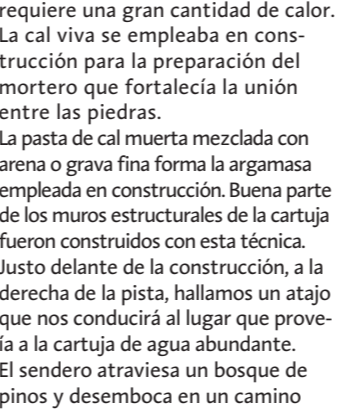 requiere una gran cantidad de calor.
La cal viva se empleaba en cons-
trucción para la preparación del
mortero que fortalecía la unión
entre las piedras.
La pasta de cal muerta mezclada con
arena o grava fina forma la argamasa
empleada en construcción. Buena parte
de los muros estructurales de la cartuja
fueron construidos con esta técnica.
Justo delante de la construcción, a la
derecha de la pista, hallamos un atajo
que nos conducirá al lugar que prove-
ía a la cartuja de agua abundante.
El sendero atraviesa un bosque de
pinos y desemboca en un camino